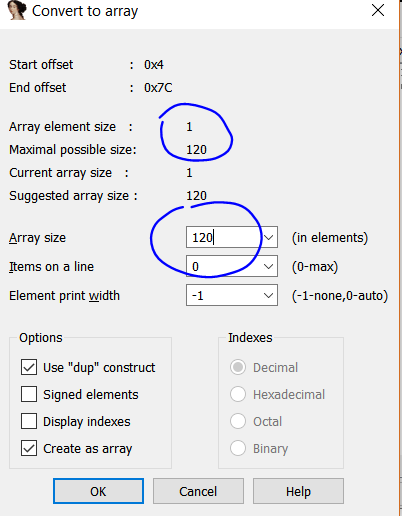 Convert to array
Start offset : 0x4
End offset : 0x7C
Array element size : 1
Maximal possible size: 120
Current array size : 1
Suggested array size : 120
Array size 120 (in elements)
Items on a line 0 (0-max)
Element print width -1 (-1-none,0-auto)
Options
Use "dup" construct
Signed elements
Display indexes
Create as array
Indexes
Decimal
Hexadecimal
Octal
Binary
OK Cancel Help